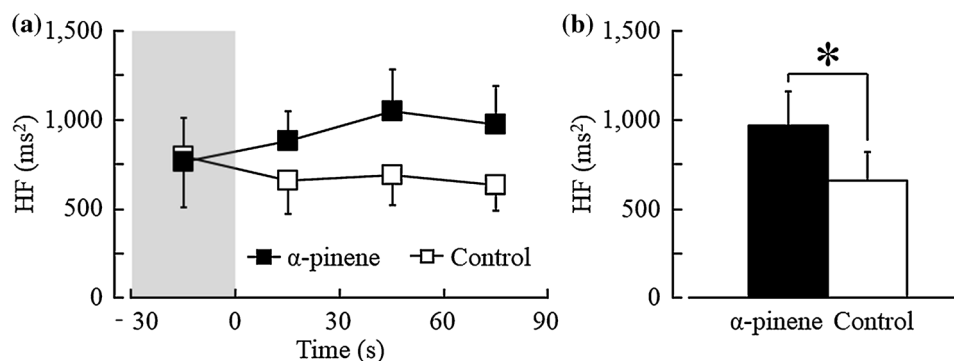 (a)
1,500
1,000
500
0
HF (ms²)
α-pinene Control
- 30 0 30 60 90
Time (s)
(b)
1,500
1,000
500
0
HF (ms²)
*
α-pinene Control